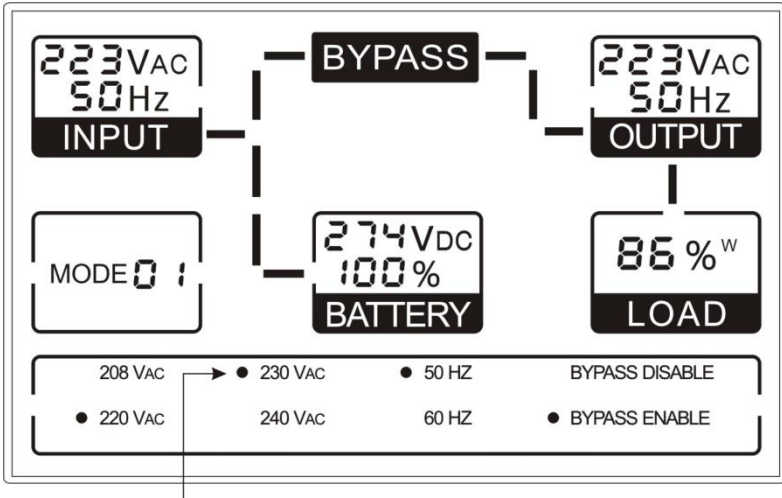 223VAC
50Hz
INPUT
BYPASS
223VAC
50Hz
OUTPUT
MODE 01
274VDC
100%
BATTERY
86%W
LOAD
208 VAC
● 230 VAC
● 50 HZ
BYPASS DISABLE
● 220 VAC
240 VAC
60 HZ
● BYPASS ENABLE